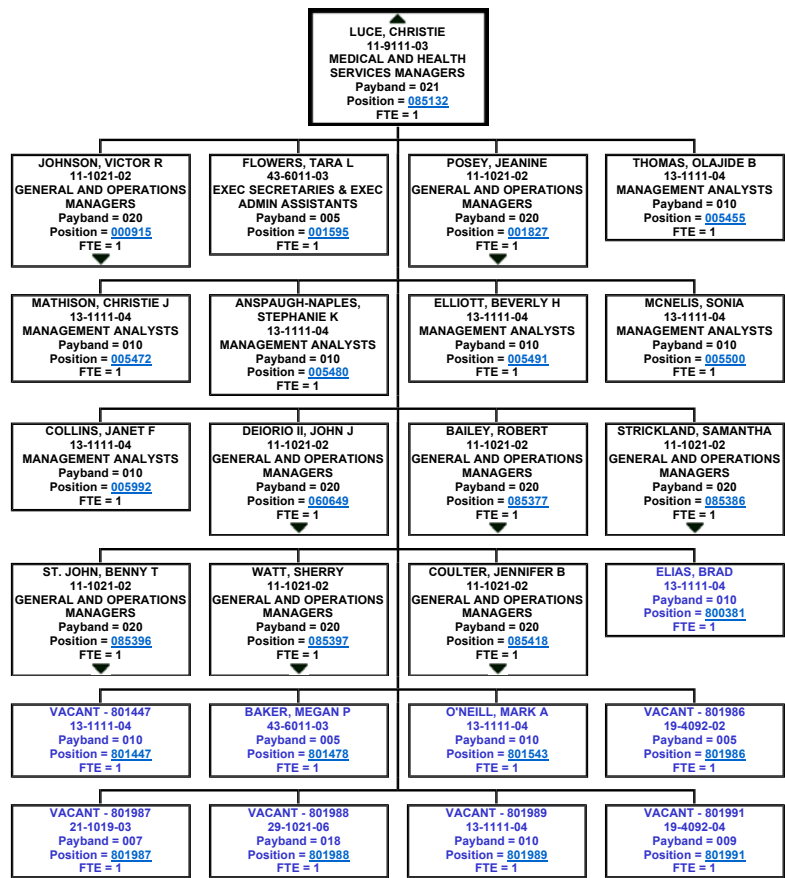 LUCE, CHRISTIE
11-9111-03
MEDICAL AND HEALTH
SERVICES MANAGERS
Payband = 021
Position = 085132
FTE = 1
JOHNSON, VICTOR R
11-1021-02
GENERAL AND OPERATIONS
MANAGERS
Payband = 020
Position = 000915
FTE = 1
FLOWERS, TARA L
43-6011-03
EXEC SECRETARIES & EXEC
ADMIN ASSISTANTS
Payband = 005
Position = 001595
FTE = 1
POSEY, JEANINE
11-1021-02
GENERAL AND OPERATIONS
MANAGERS
Payband = 020
Position = 001827
FTE = 1
THOMAS, OLAJIDE B
13-1111-04
MANAGEMENT ANALYSTS
Payband = 010
Position = 005455
FTE = 1
MATHISON, CHRISTIE J
13-1111-04
MANAGEMENT ANALYSTS
Payband = 010
Position = 005472
FTE = 1
ANSPAUGH-NAPLES,
STEPHANIE K
13-1111-04
MANAGEMENT ANALYSTS
Payband = 010
Position = 005480
FTE = 1
ELLIOTT, BEVERLY H
13-1111-04
MANAGEMENT ANALYSTS
Payband = 010
Position = 005491
FTE = 1
MCNELIS, SONIA
13-1111-04
MANAGEMENT ANALYSTS
Payband = 010
Position = 005500
FTE = 1
COLLINS, JANET F
13-1111-04
MANAGEMENT ANALYSTS
Payband = 010
Position = 005992
FTE = 1
DEIORIO II, JOHN J
11-1021-02
GENERAL AND OPERATIONS
MANAGERS
Payband = 020
Position = 060649
FTE = 1
BAILEY, ROBERT
11-1021-02
GENERAL AND OPERATIONS
MANAGERS
Payband = 020
Position = 085377
FTE = 1
STRICKLAND, SAMANTHA
11-1021-02
GENERAL AND OPERATIONS
MANAGERS
Payband = 020
Position = 085386
FTE = 1
ST. JOHN, BENNY T
11-1021-02
GENERAL AND OPERATIONS
MANAGERS
Payband = 020
Position = 085396
FTE = 1
WATT, SHERRY
11-1021-02
GENERAL AND OPERATIONS
MANAGERS
Payband = 020
Position = 085397
FTE = 1
COULTER, JENNIFER B
11-1021-02
GENERAL AND OPERATIONS
MANAGERS
Payband = 020
Position = 085418
FTE = 1
ELIAS, BRAD
13-1111-04
Payband = 010
Position = 800381
FTE = 1
VACANT - 801447
13-1111-04
Payband = 010
Position = 801447
FTE = 1
BAKER, MEGAN P
43-6011-03
Payband = 005
Position = 801478
FTE = 1
O'NEILL, MARK A
13-1111-04
Payband = 010
Position = 801543
FTE = 1
VACANT - 801986
19-4092-02
Payband = 005
Position = 801986
FTE = 1
VACANT - 801987
21-1019-03
Payband = 007
Position = 801987
FTE = 1
VACANT - 801988
29-1021-06
Payband = 018
Position = 801988
FTE = 1
VACANT - 801989
13-1111-04
Payband = 010
Position = 801989
FTE = 1
VACANT - 801991
19-4092-04
Payband = 009
Position = 801991
FTE = 1